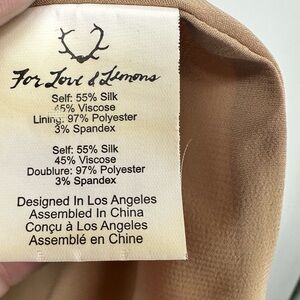 For Love & Lemons
Self: 55% Silk
45% Viscose
Lining: 97% Polyester
3% Spandex
Self: 55% Silk
45% Viscose
Doublure: 97% Polyester
3% Spandex
Designed In Los Angeles
Assembled In China
Conçu à Los Angeles
Assemblé en Chine